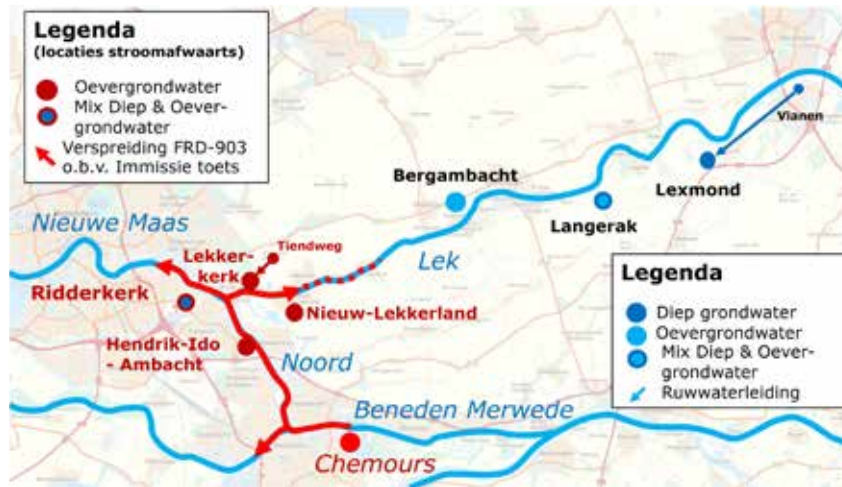 Legenda
(locaties stroomafwaarts)
Oevergrondwater
Mix Diep & Oever-
grondwater
Verspreiding FRD-903
o.b.v. Immissie toets
Vianen
Bergambacht
Lexmond
Langerak
Nieuwe Maas
Lekker-
kerk
Tiendweg
Lek
Ridderkerk
Nieuw-Lekkerland
Hendrik-Ido
- Ambacht
Noord
Legenda
Diep grondwater
Oevergrondwater
Mix Diep & Oever-
grondwater
Ruwwaterleiding
Beneden Merwede
Chemours